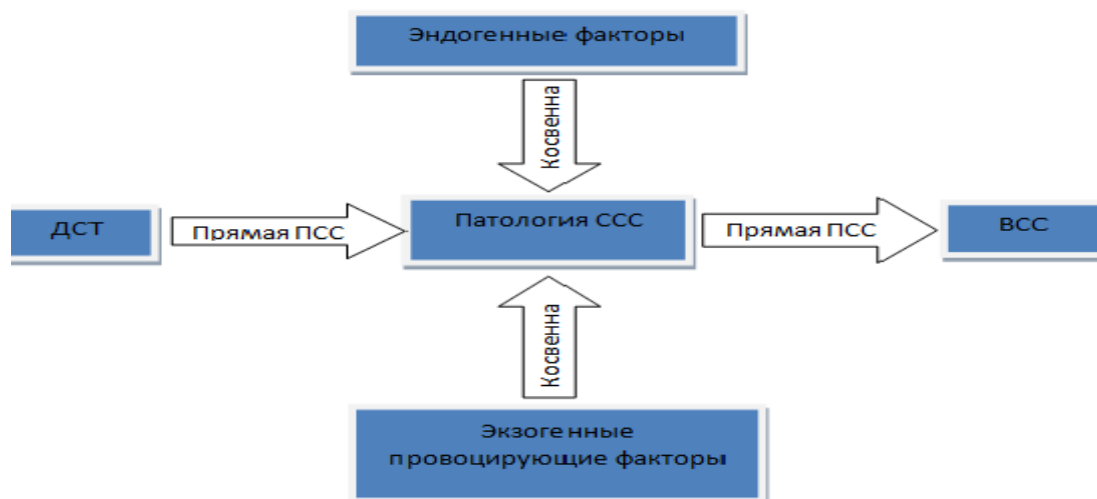 Эндогенные факторы
Косвенна
ДСТ
Прямая ПСС
Патология ССС
Прямая ПСС
ВСС
Косвенна
Экзогенные
провоцирующие факторы